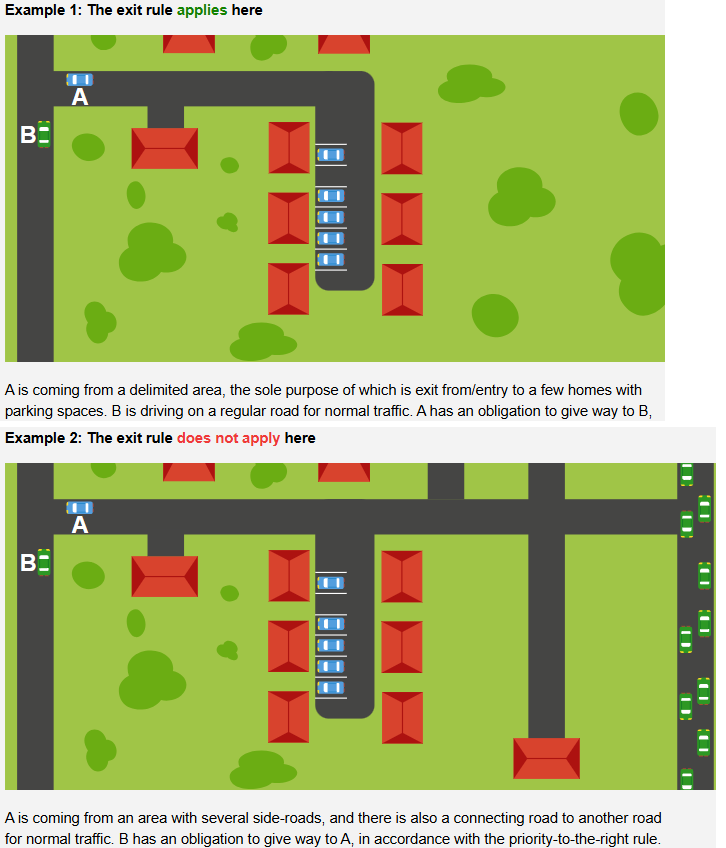 Example 1: The exit rule applies here
A
B
A is coming from a delimited area, the sole purpose of which is exit from/entry to a few homes with
parking spaces. B is driving on a regular road for normal traffic. A has an obligation to give way to B,
Example 2: The exit rule does not apply here
A
B
A is coming from an area with several side-roads, and there is also a connecting road to another road
for normal traffic. B has an obligation to give way to A, in accordance with the priority-to-the-right rule.